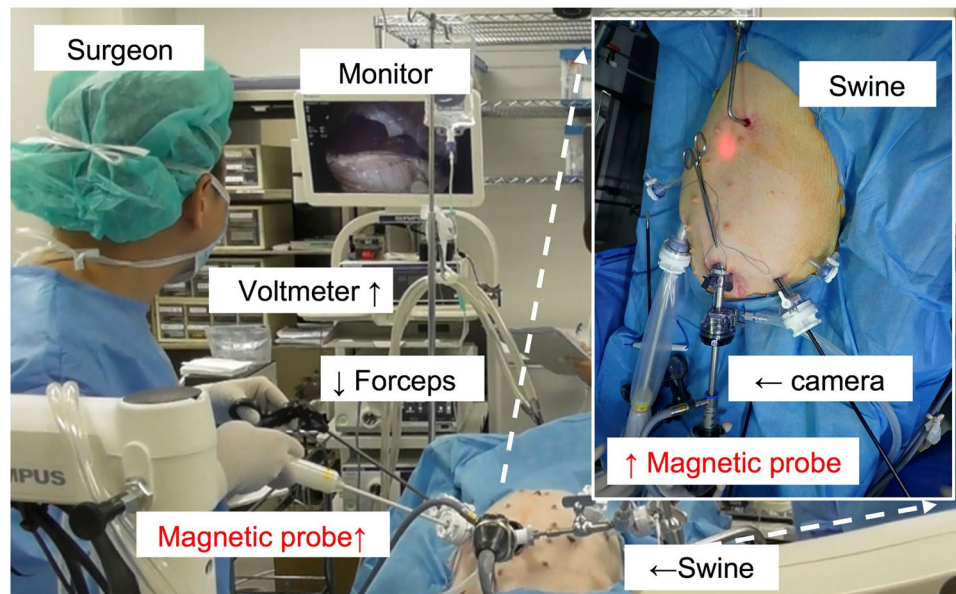 Surgeon
Monitor
Swine
Voltmeter ↑
↓ Forceps
← camera
↑ Magnetic probe
MPUS
Magnetic probe↑
←Swine